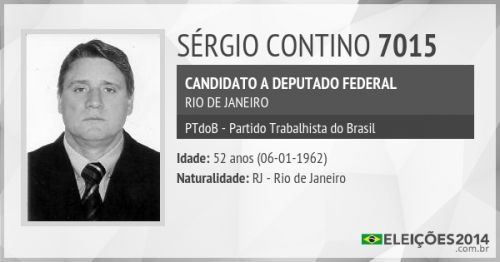 SÉRGIO CONTINO 7015
CANDIDATO A DEPUTADO FEDERAL
RIO DE JANEIRO
PTdoB - Partido Trabalhista do Brasil
Idade: 52 anos (06-01-1962)
Naturalidade: RJ - Rio de Janeiro
ELEIÇÕES2014
.com.br